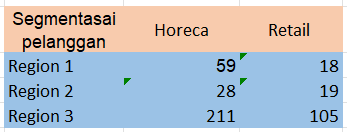 Segmentasai pelanggan Horeca Retail
Region 1 59 18
Region 2 28 19
Region 3 211 105